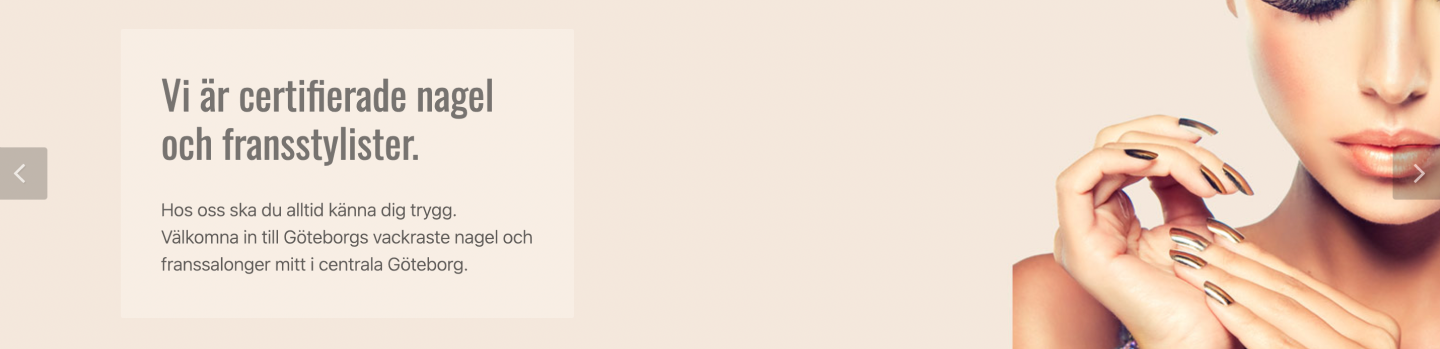 Vi är certifierade nagel
och fransstylister.
Hos oss ska du alltid känna dig trygg.
Välkomna in till Göteborgs vackraste nagel och
franssalonger mitt i centrala Göteborg.